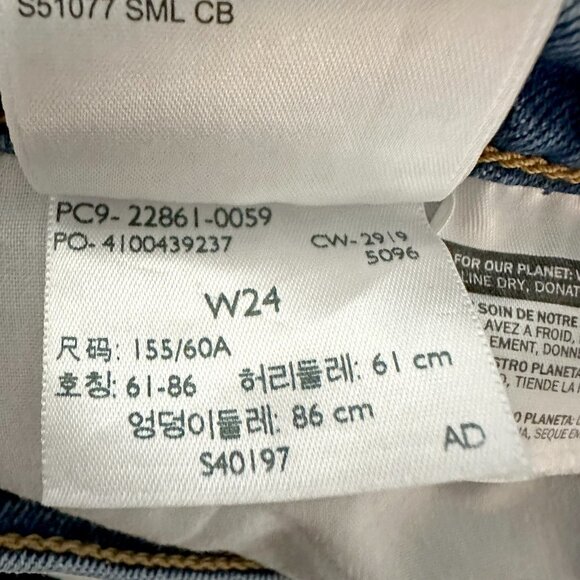 S51077 SML CB
PC9- 22861-0059
PO- 4100439237
CW-2919
5096
W24
尺码: 155/60A
호칭: 61-86 허리둘레: 61 cm
엉덩이둘레: 86 cm
S40197
AD
FOR OUR PLANET:
LINE DRY, DONAT
SOIN DE NOTRE
AVEZ A FROID,
EMENT, DONN
STRO PLANETA
TIENDE LA
PLANETA:
SEQUE EN